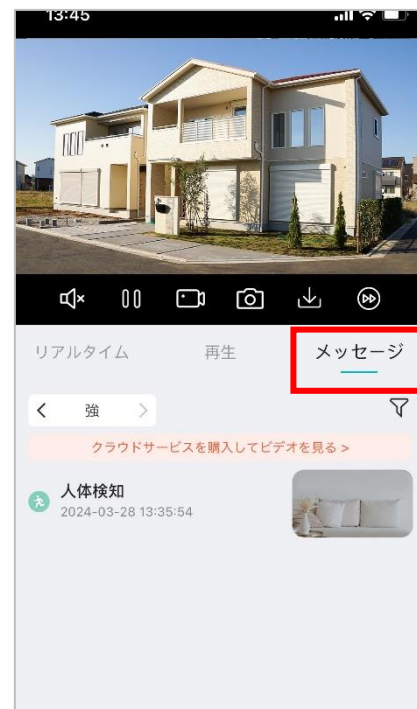 13:45
リアルタイム 再生 メッセージ
強
クラウドサービスを購入してビデオを見る >
人体検知
2024-03-28 13:35:54